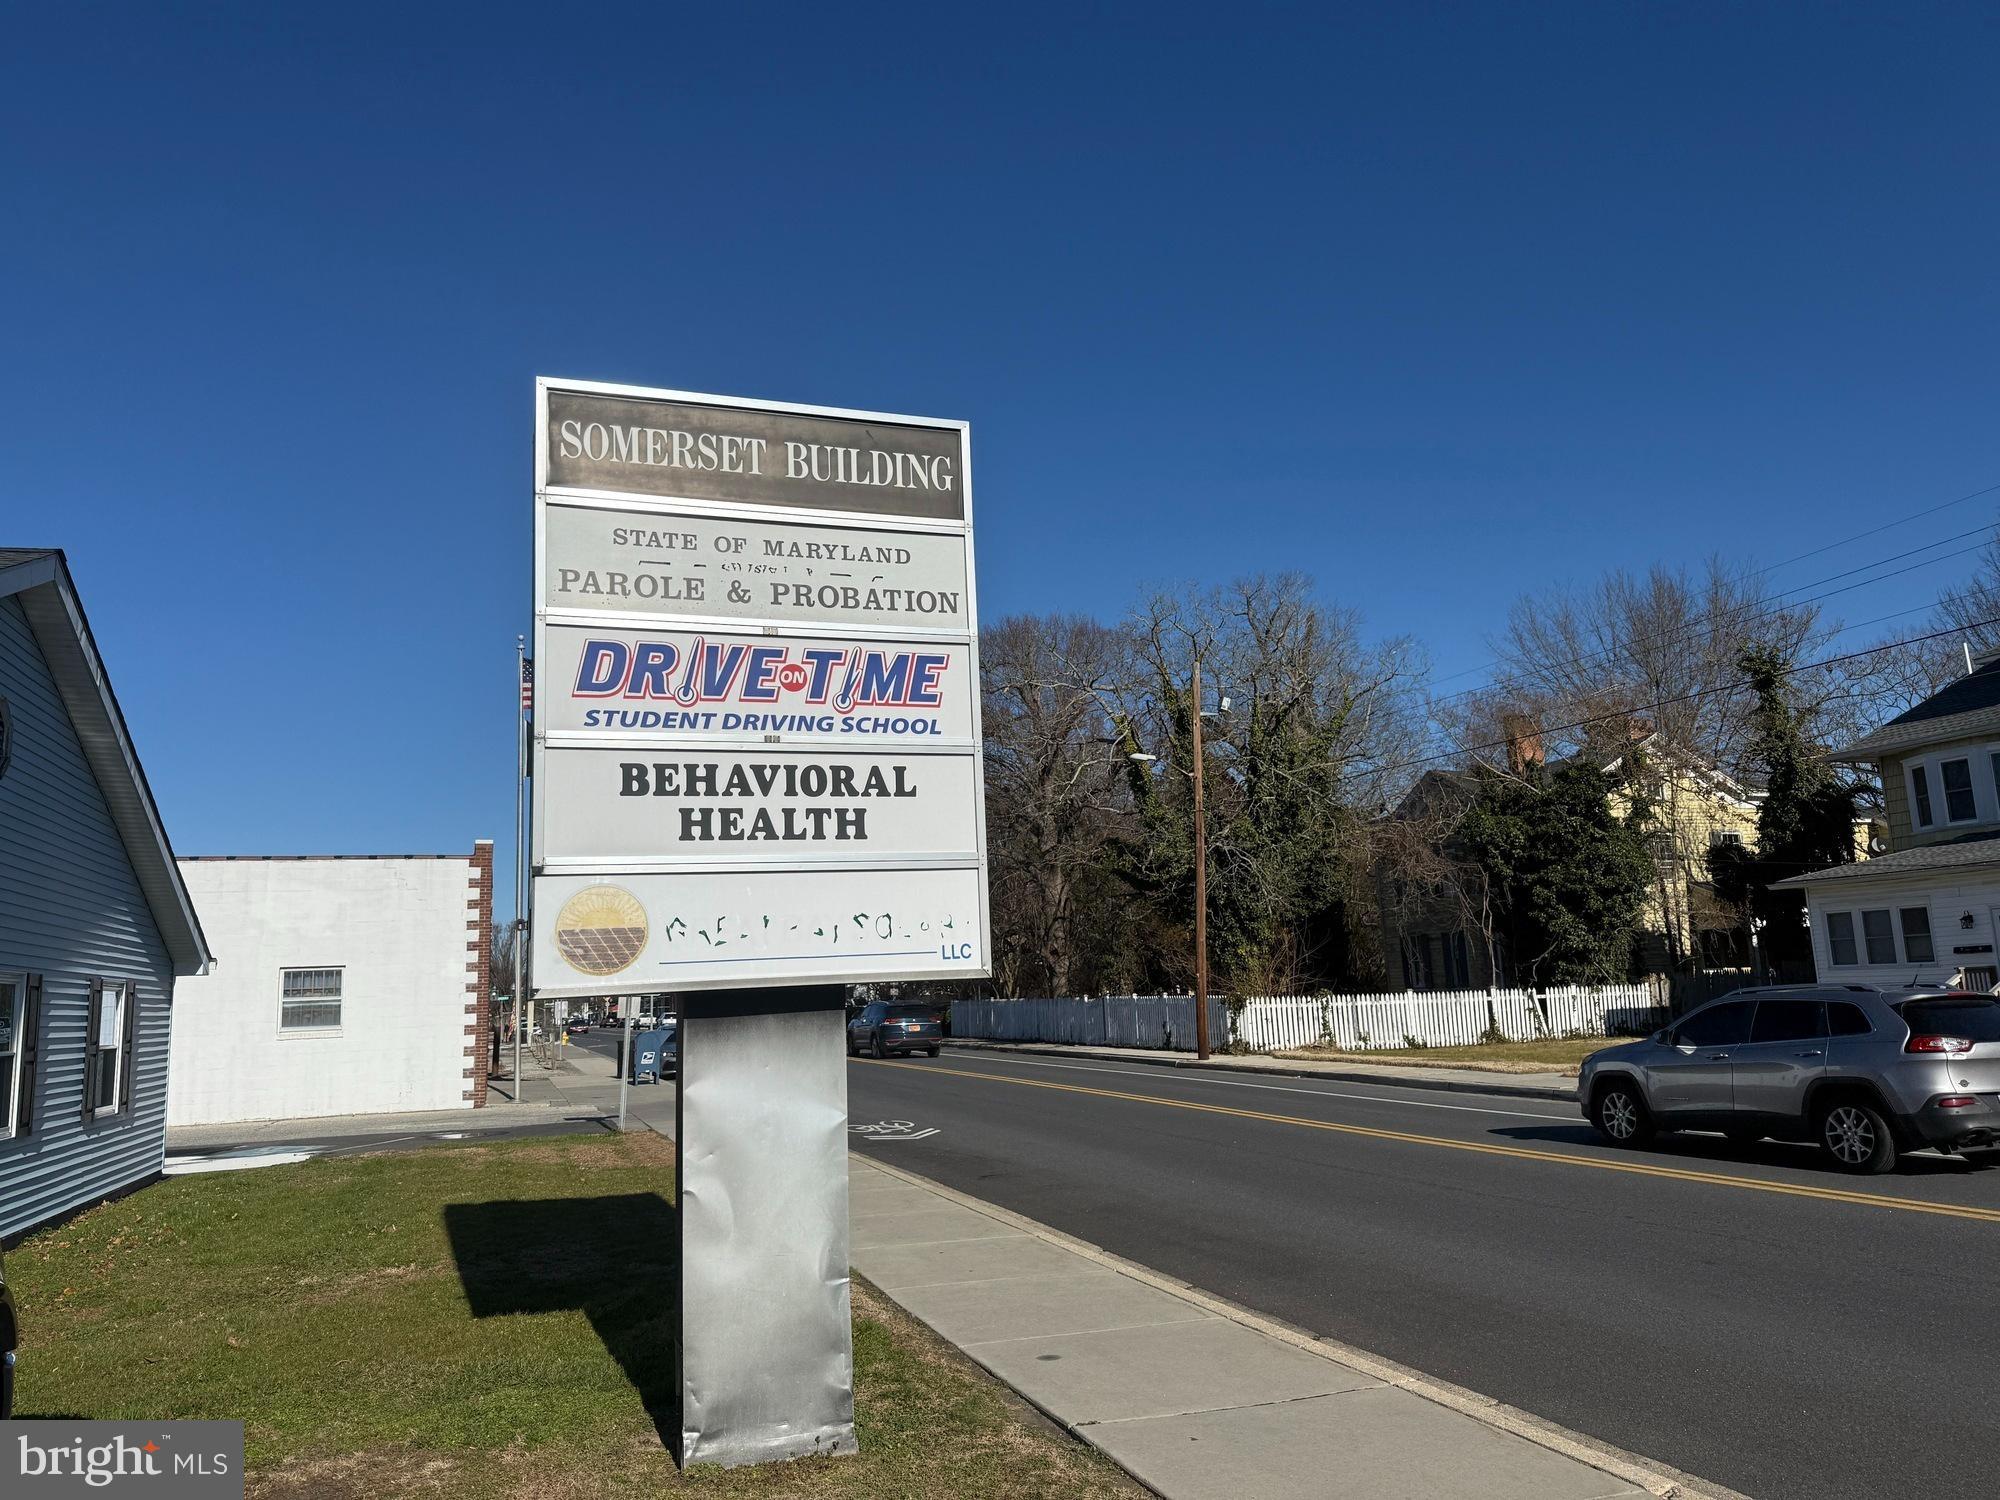 SOMERSET BUILDING
STATE OF MARYLAND
PAROLE & PROBATION
DRIVE ON TIME
STUDENT DRIVING SCHOOL
BEHAVIORAL
HEALTH
LLC
bright MLS